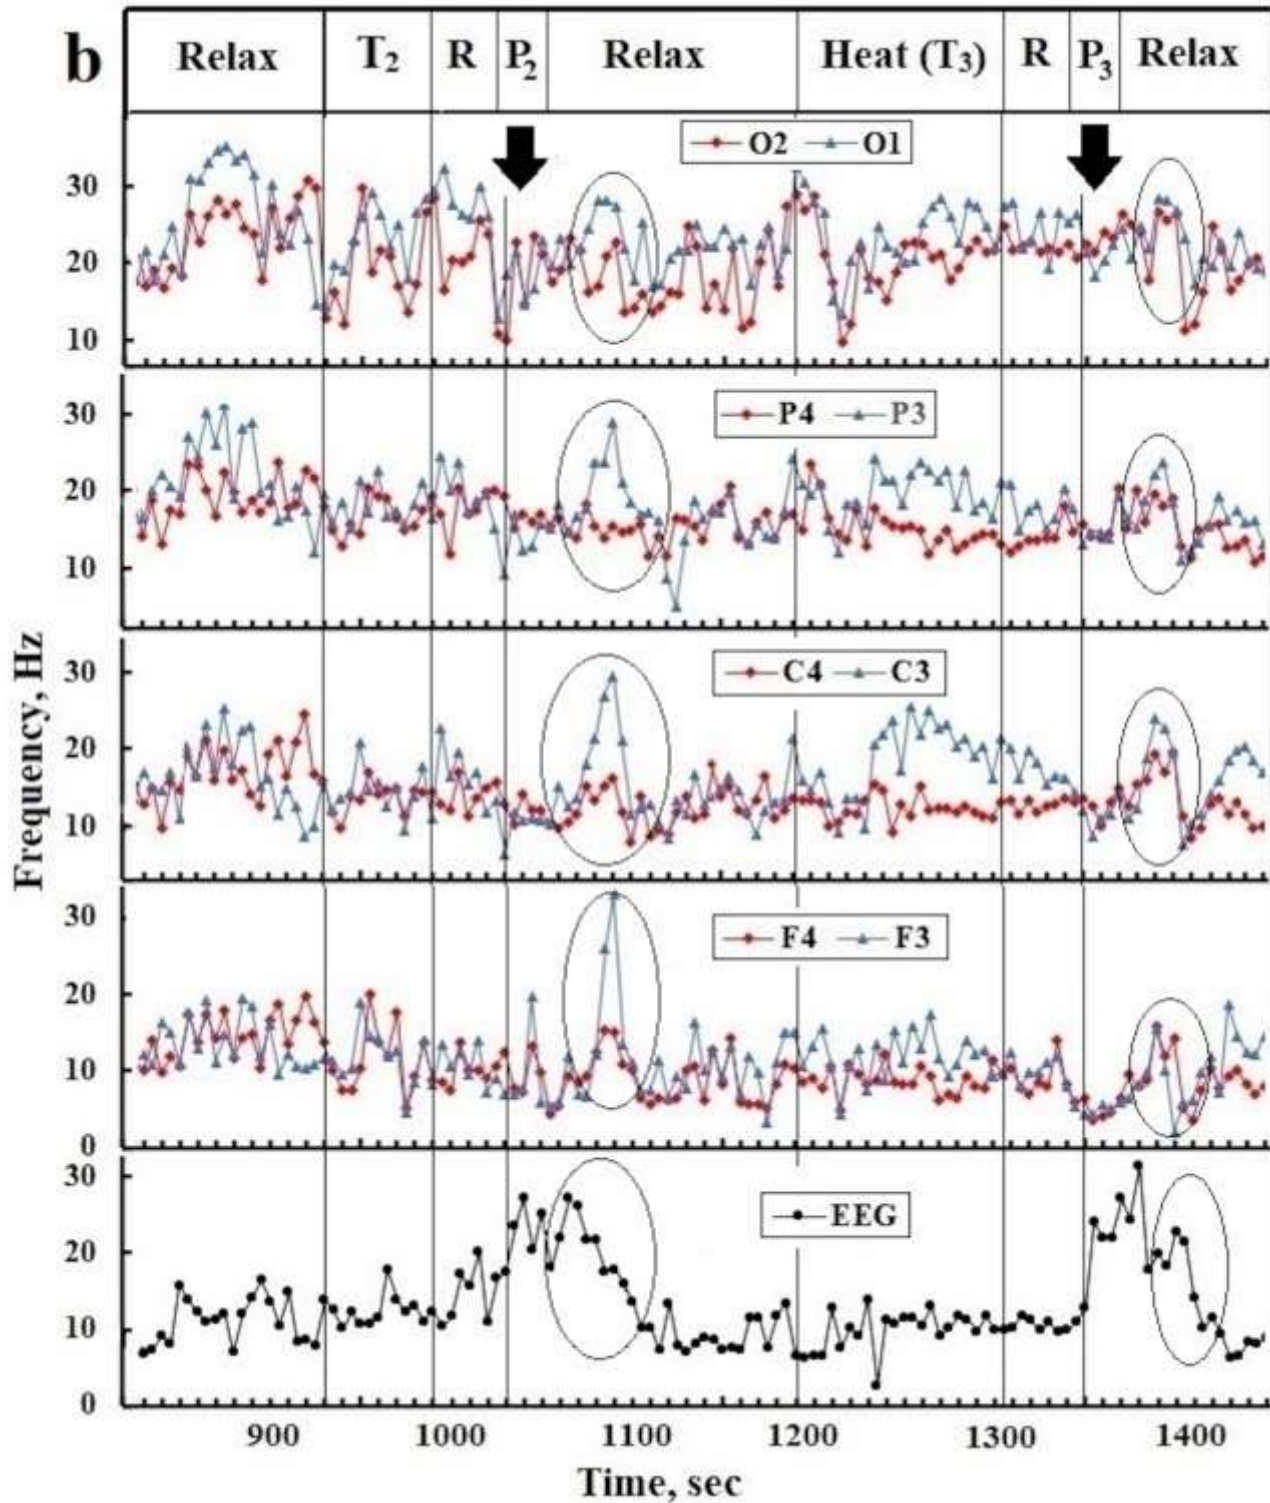 b
Relax T₂ R P₂ Relax Heat (T₃) R P₃ Relax
O2 O1
30
20
10
P4 P3
30
20
10
C4 C3
30
20
10
F4 F3
30
20
10
0
EEG
30
20
10
0
900 1000 1100 1200 1300 1400
Time, sec
Frequency, Hz